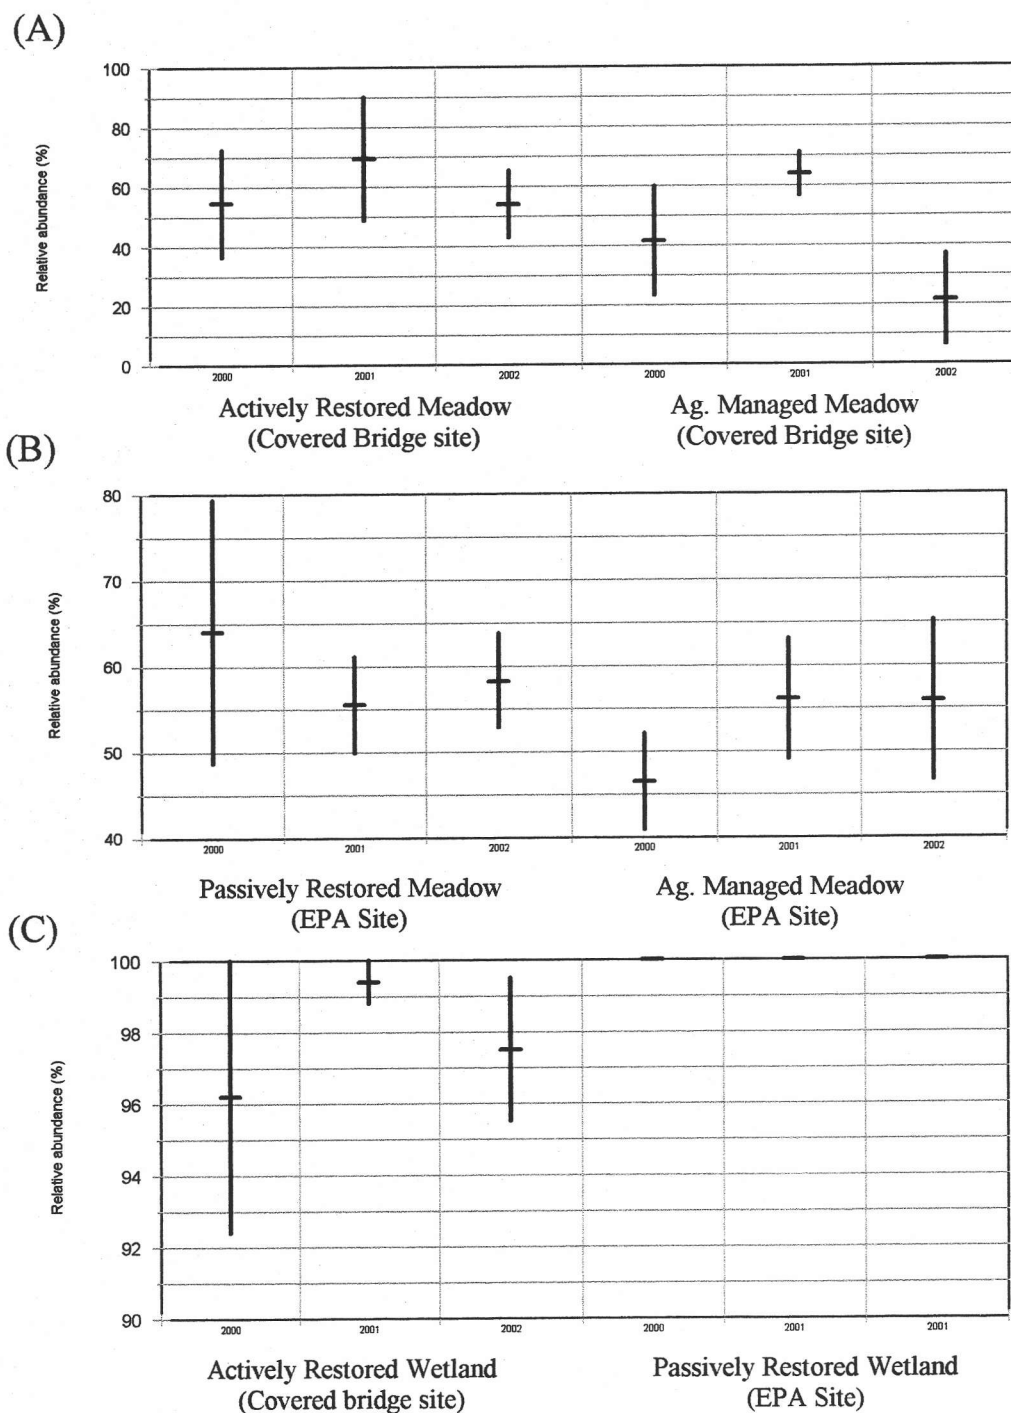 (A)
Relative abundance (%)
100
80
60
40
20
0
2000 2001 2002 2000 2001 2002
Actively Restored Meadow Ag. Managed Meadow
(Covered Bridge site) (Covered Bridge site)
(B)
Relative abundance (%)
80
70
60
50
40
2000 2001 2002 2000 2001 2002
Passively Restored Meadow Ag. Managed Meadow
(EPA Site) (EPA Site)
(C)
Relative abundance (%)
100
98
96
94
92
90
2000 2001 2002 2000 2001 2001
Actively Restored Wetland Passively Restored Wetland
(Covered bridge site) (EPA Site)